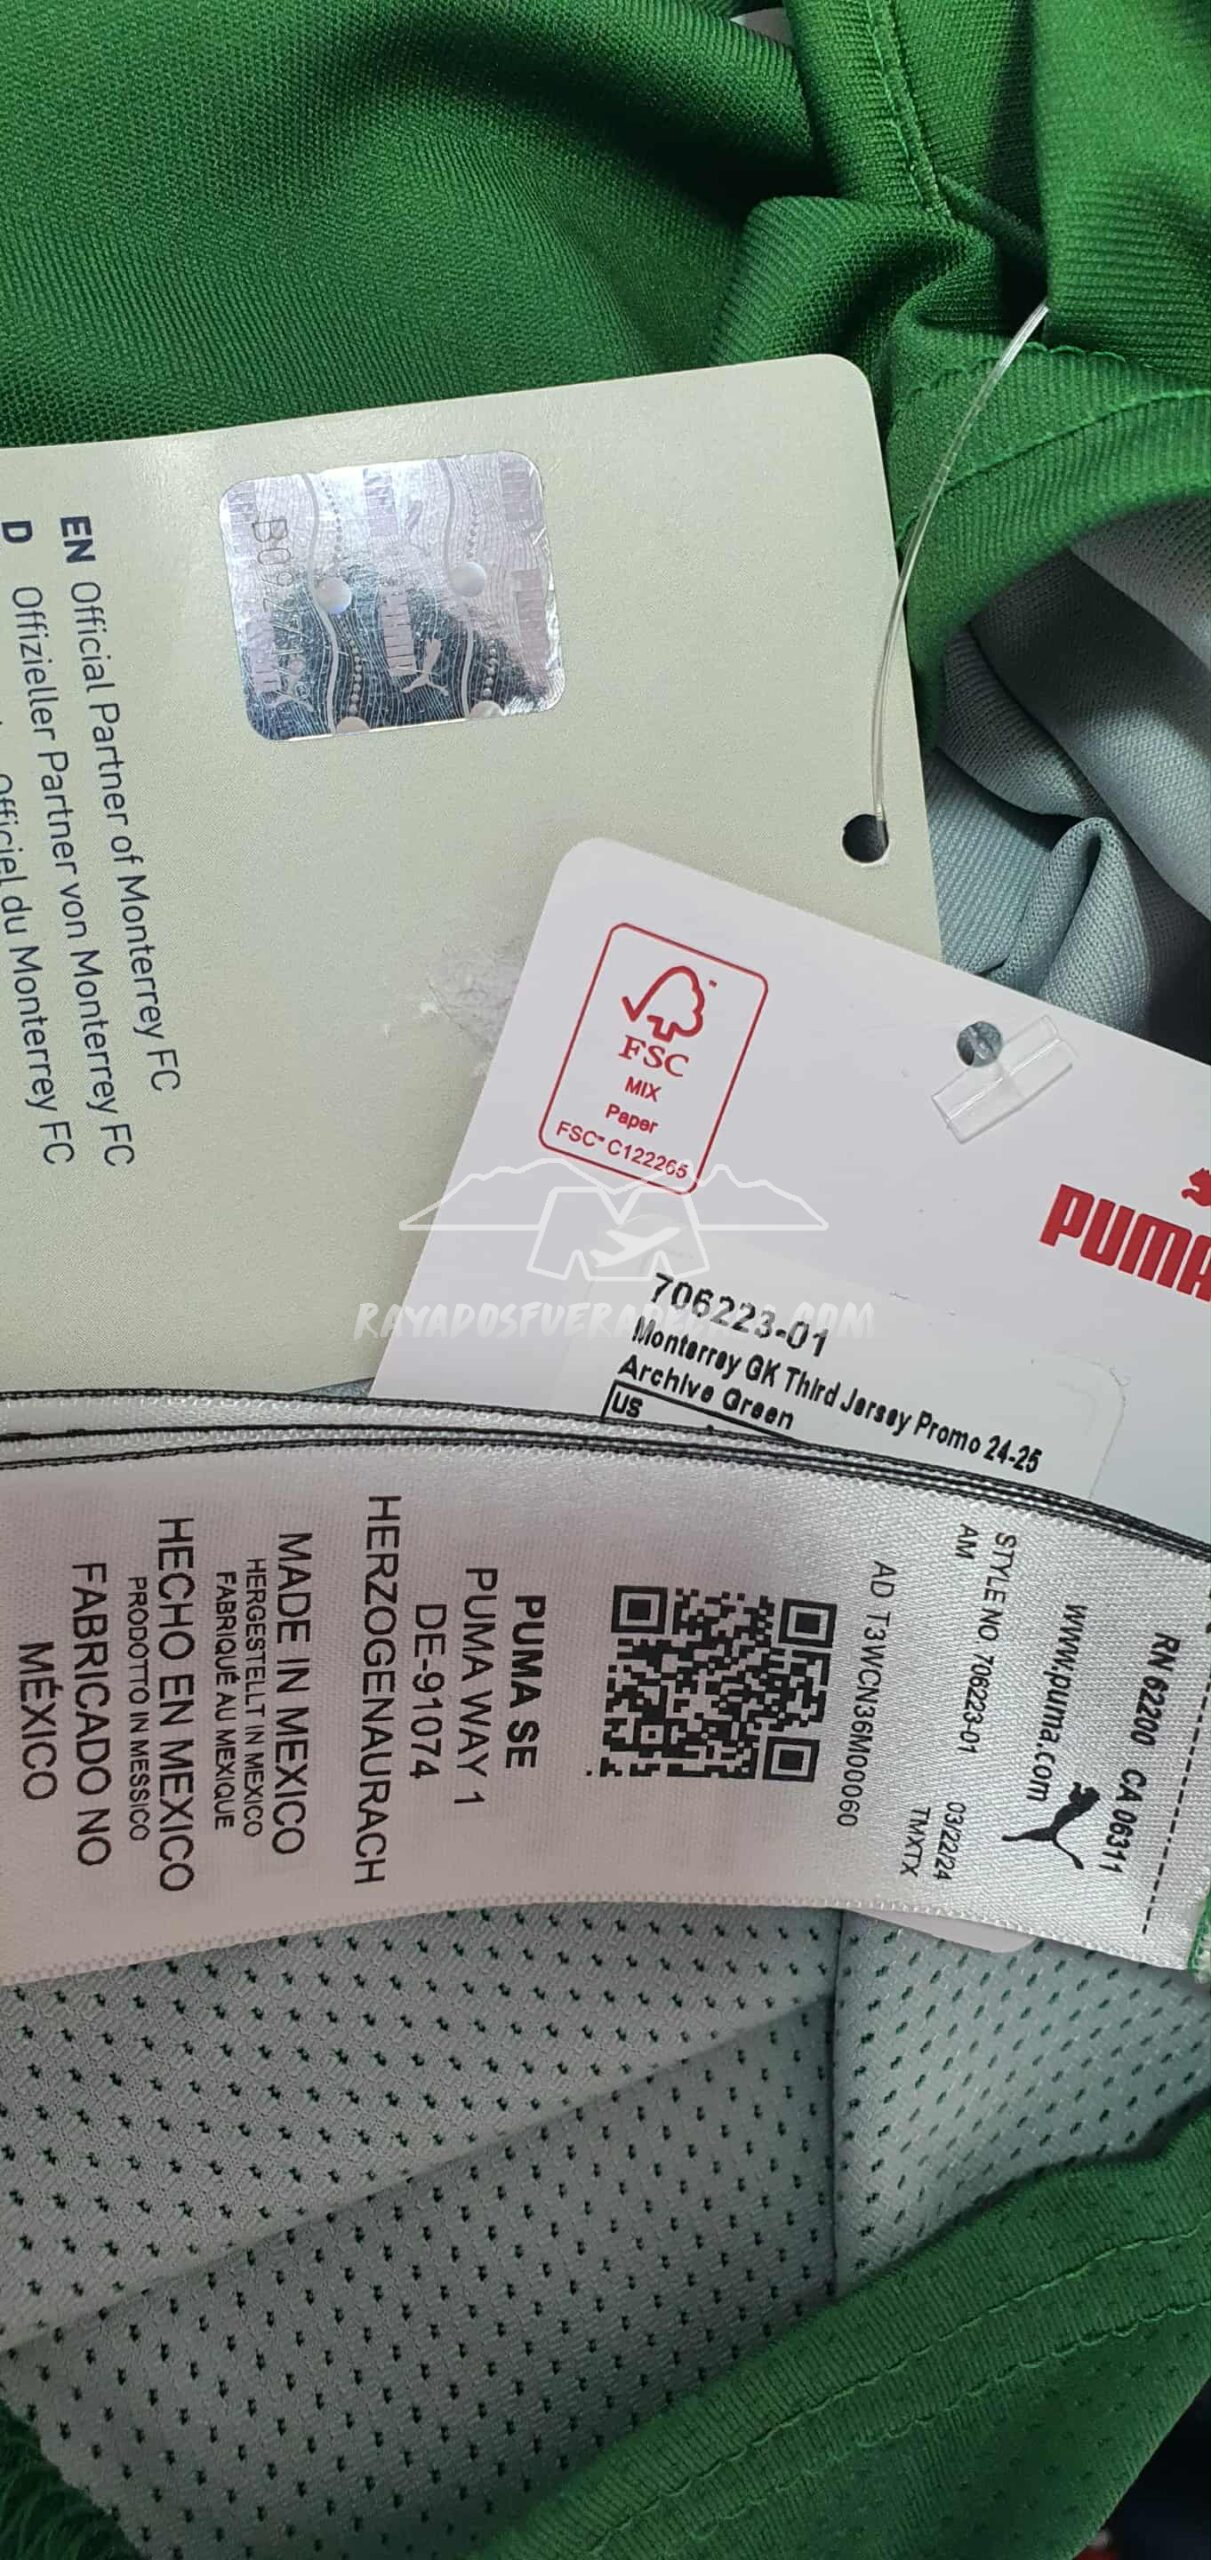 EN Official Partner of Monterrey FC
D Offizieller Partner von Monterrey FC
Officiel du Monterrey FC
PUMA
FSC
MIX
Paper
FSC™ C122265
PUMA
706223-01
Monterrey GK Third Jersey Promo 24-25
Archive Green
US
RAYADOSFUERADE
.COM
RN 62200 CA 06311
www.puma.com
STYLE NO. 706223-01 03/22/24
AM TMXTX
AD T3WCN36M00060
PUMA SE
PUMA WAY 1
DE-91074
HERZOGENAURACH
MADE IN MEXICO
HERGESTELLT IN MEXICO
FABRIQUÉ AU MEXIQUE
HECHO EN MEXICO
PRODOTTO IN MESSICO
FABRICADO NO
MÉXICO